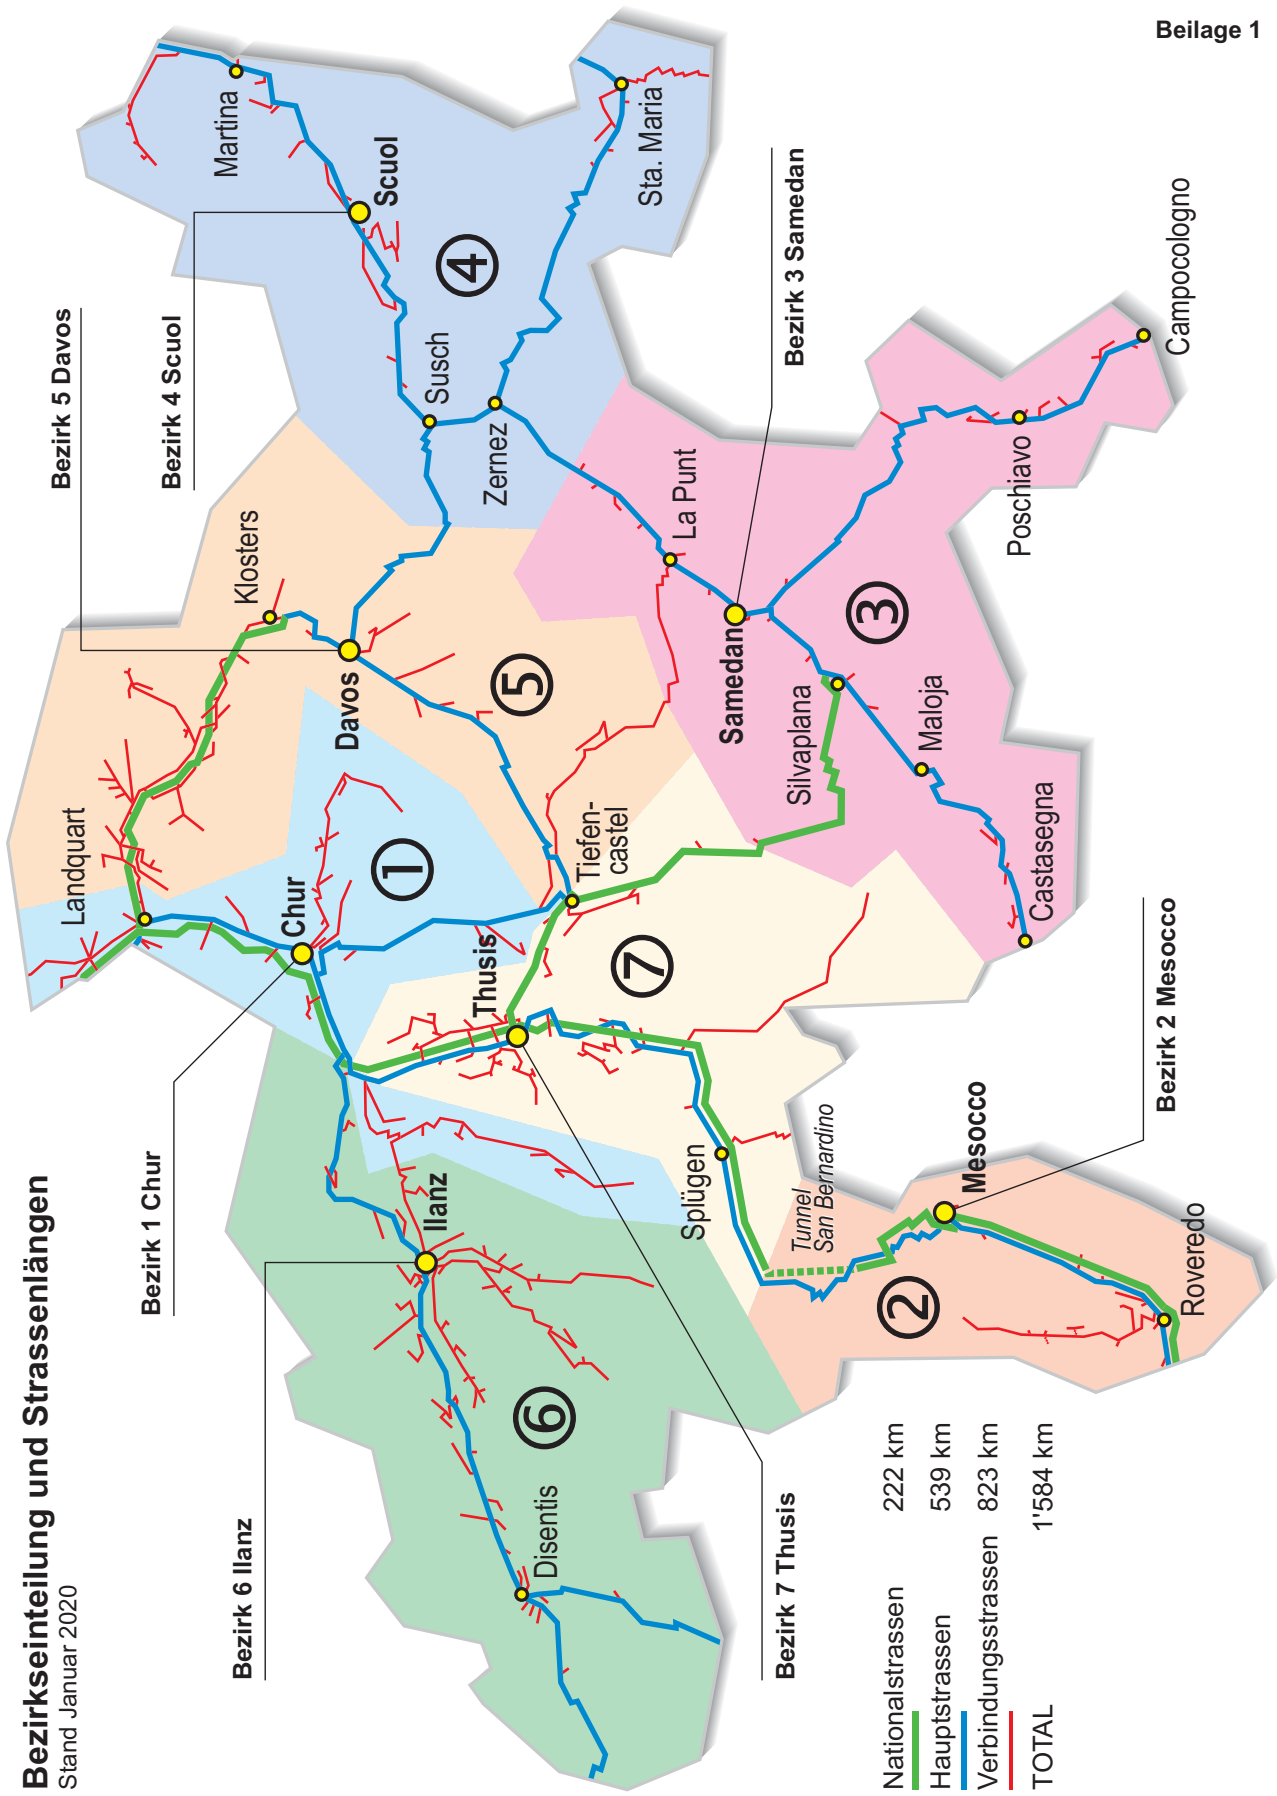 Beilage 1
Bezirkseinteilung und Strassenlängen
Stand Januar 2020
Bezirk 6 Ilanz
Bezirk 1 Chur
Bezirk 4 Scuol
Bezirk 5 Davos
Landquart
Klosters
Martina
Chur
Davos
Scuol
Susch
1
4
Ilanz
Thusis
Zernez
5
Disentis
6
Tiefen-
castel
7
La Punt
Sta. Maria
Splügen
Samedan
Bezirk 3 Samedan
Bezirk 7 Thusis
Tunnel
San Bernardino
Silvaplana
3
2
Maloja
Mesocco
Poschiavo
Castasegna
Campocologno
Bezirk 2 Mesocco
Roveredo
Nationalstrassen 222 km
Hauptstrassen 539 km
Verbindungsstrassen 823 km
TOTAL 1'584 km